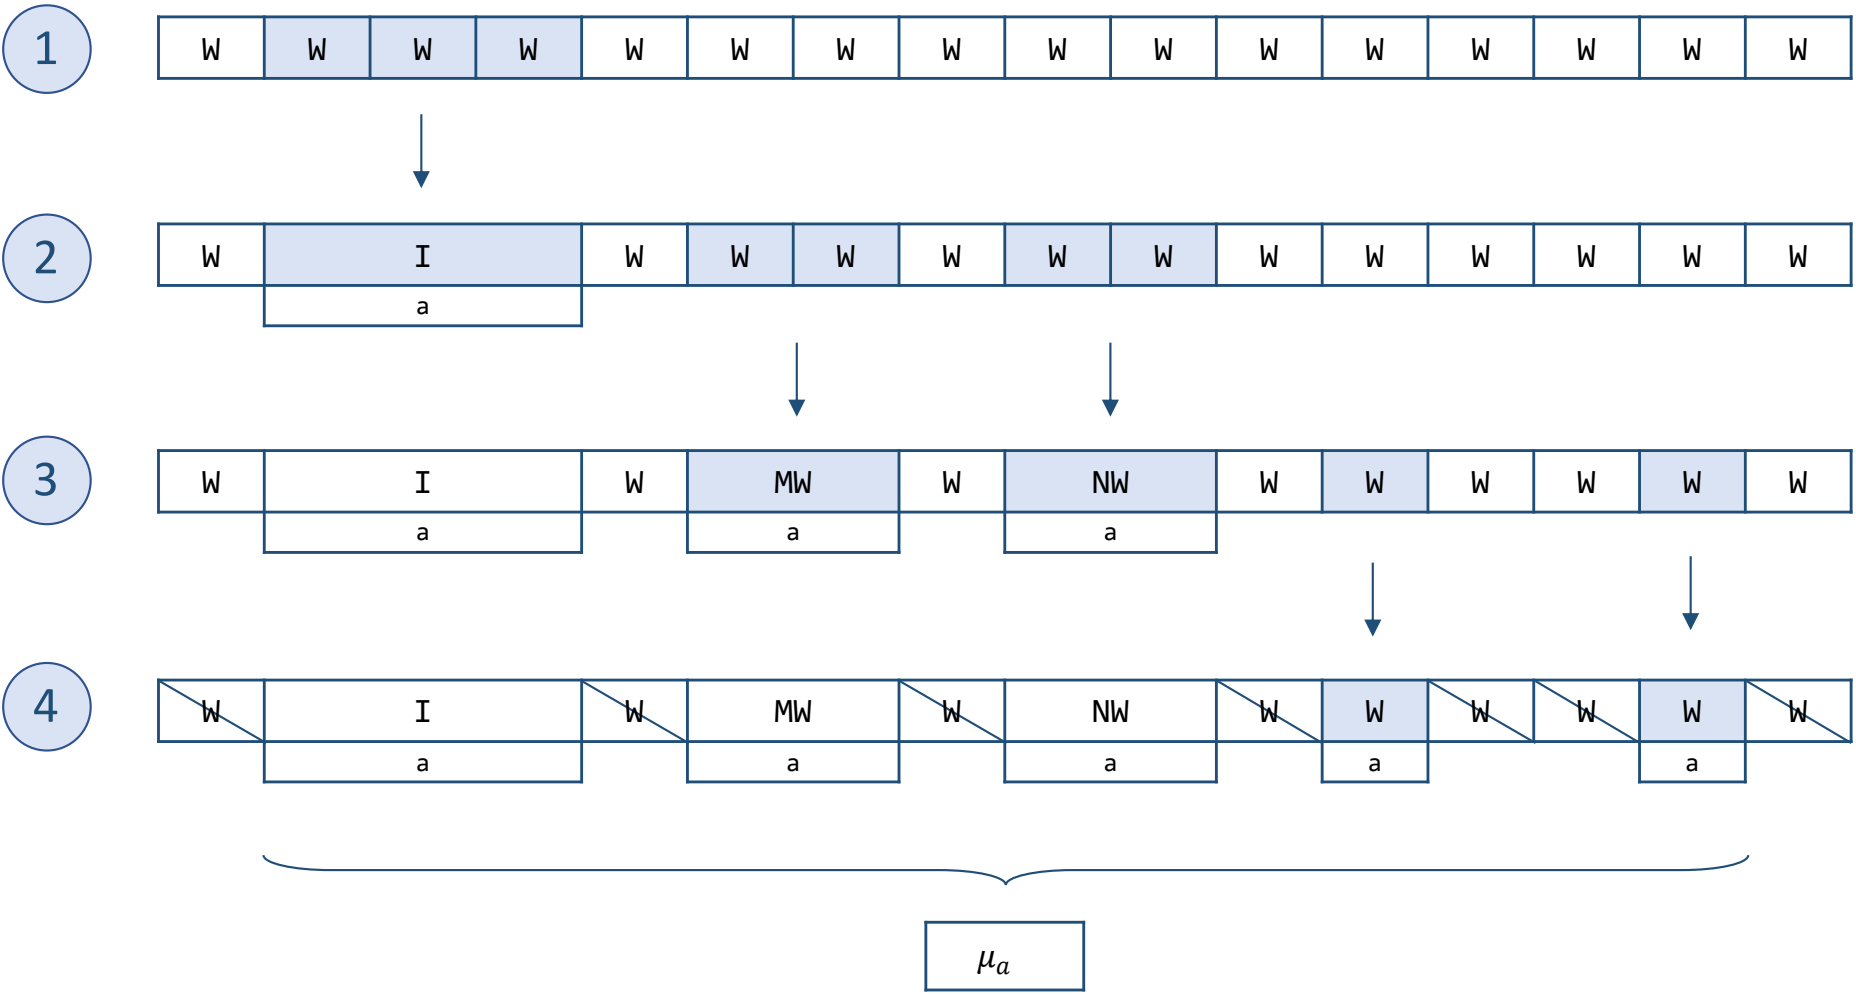 1 W W W W W W W W W W W W W W W W
2 W I W W W W W W W W W W W W
a
3 W I W MW W NW W W W W W W
a a a
4 W I W MW W NW W W W W W W
a a a a a
μₐ